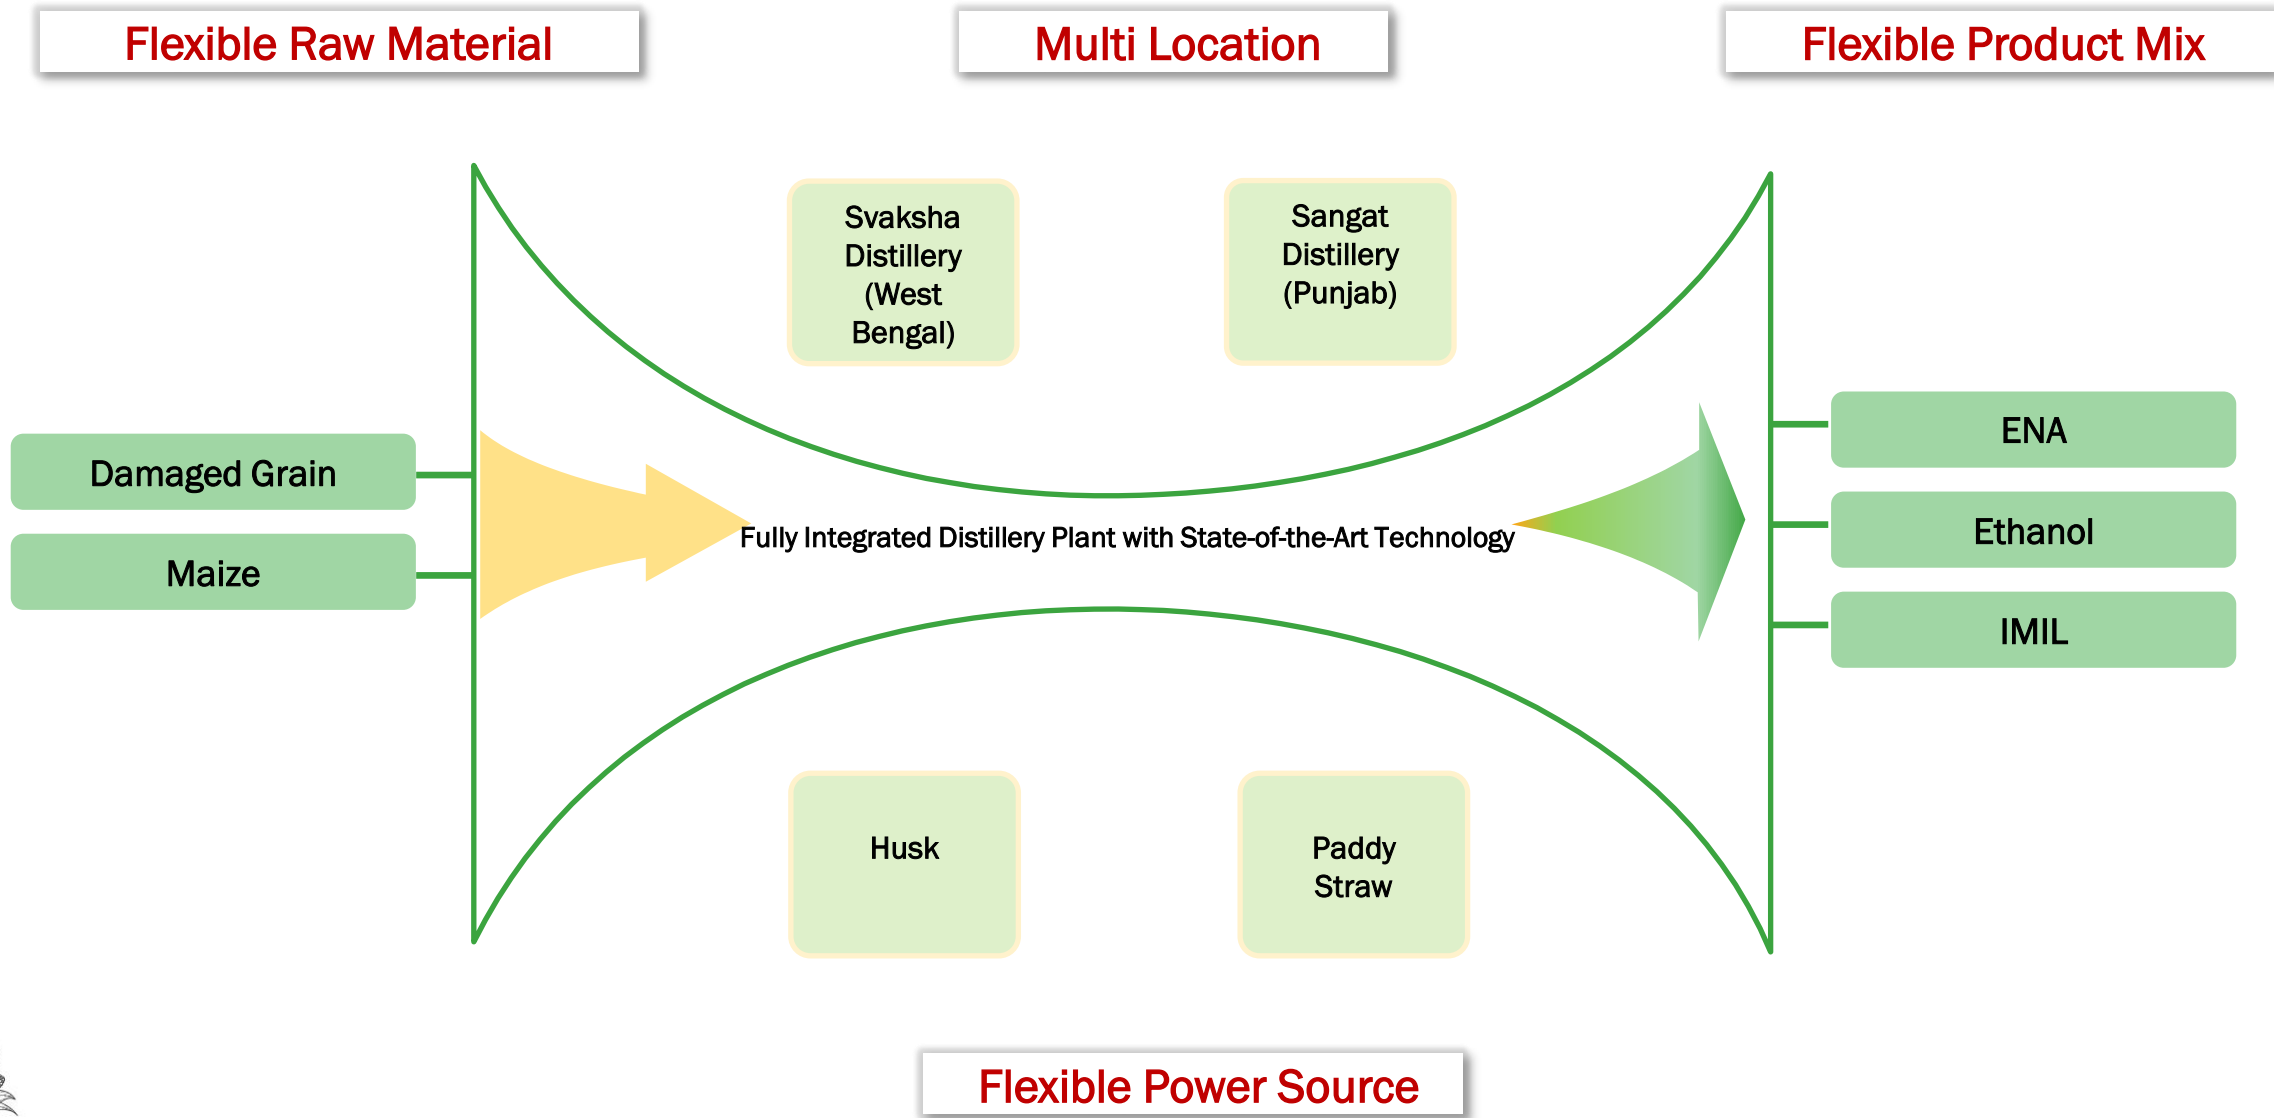 Flexible Raw Material
Multi Location
Flexible Product Mix
Svaksha
Distillery
(West
Bengal)
Sangat
Distillery
(Punjab)
Damaged Grain
Maize
Fully Integrated Distillery Plant with State-of-the-Art Technology
ENA
Ethanol
IMIL
Husk
Paddy
Straw
Flexible Power Source